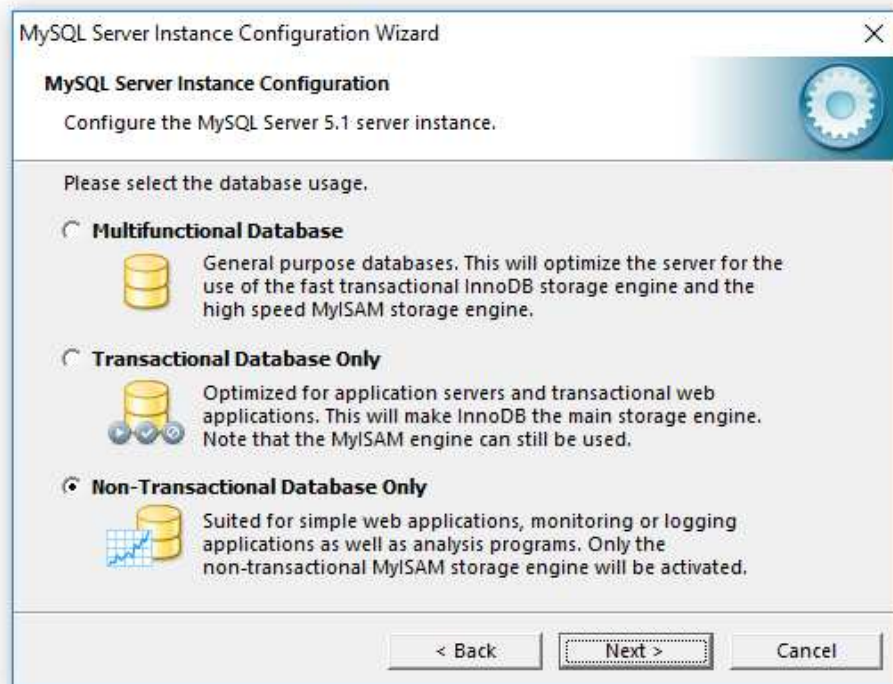 MySQL Server Instance Configuration Wizard
MySQL Server Instance Configuration
Configure the MySQL Server 5.1 server instance.
Please select the database usage.
Multifunctional Database
General purpose databases. This will optimize the server for the
use of the fast transactional InnoDB storage engine and the
high speed MyISAM storage engine.
Transactional Database Only
Optimized for application servers and transactional web
applications. This will make InnoDB the main storage engine.
Note that the MyISAM engine can still be used.
Non-Transactional Database Only
Suited for simple web applications, monitoring or logging
applications as well as analysis programs. Only the
non-transactional MyISAM storage engine will be activated.
< Back Next > Cancel